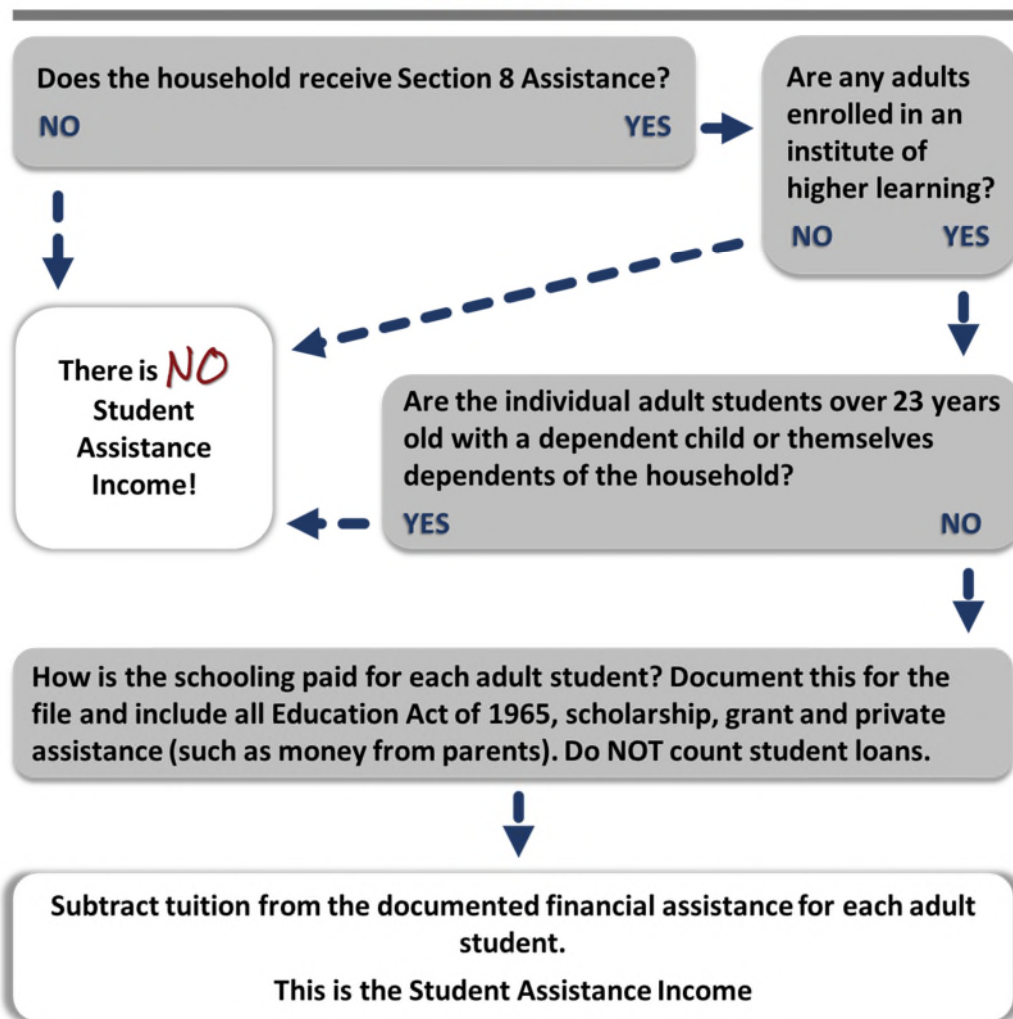 Does the household receive Section 8 Assistance?
NO YES
Are any adults
enrolled in an
institute of
higher learning?
NO YES
There is NO
Student
Assistance
Income!
Are the individual adult students over 23 years
old with a dependent child or themselves
dependents of the household?
YES NO
How is the schooling paid for each adult student? Document this for the
file and include all Education Act of 1965, scholarship, grant and private
assistance (such as money from parents). Do NOT count student loans.
Subtract tuition from the documented financial assistance for each adult
student.
This is the Student Assistance Income